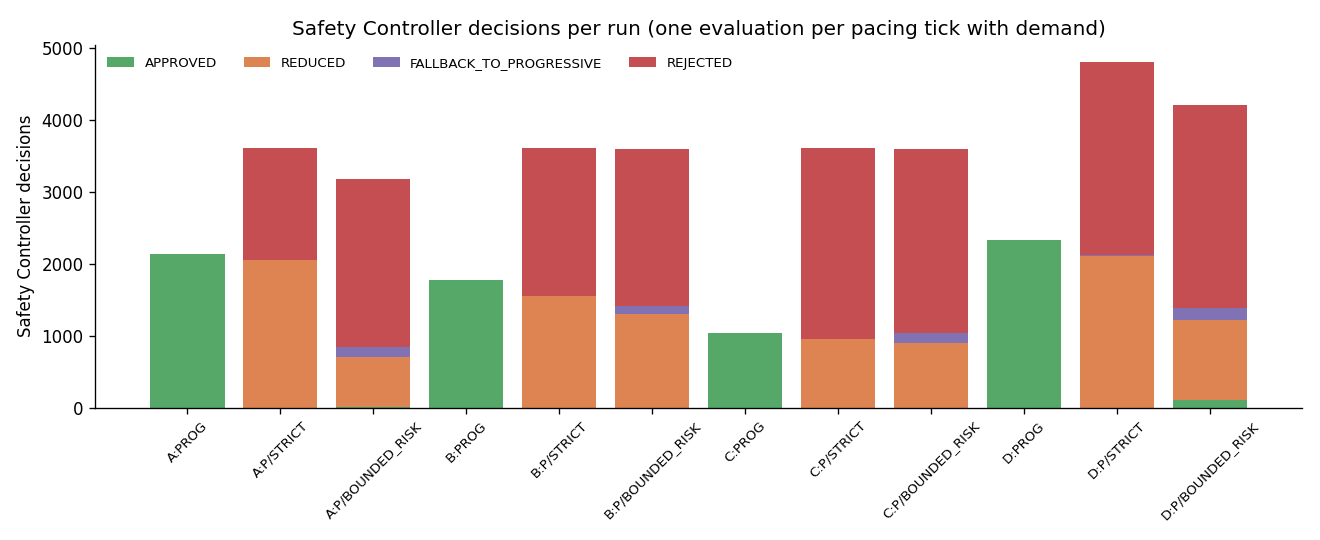 Safety Controller decisions per run (one evaluation per pacing tick with demand)
APPROVED REDUCED FALLBACK_TO_PROGRESSIVE REJECTED
Safety Controller decisions
5000
4000
3000
2000
1000
0
A:PROG
A:P/STRICT
A:P/BOUNDED_RISK
B:PROG
B:P/STRICT
B:P/BOUNDED_RISK
C:PROG
C:P/STRICT
C:P/BOUNDED_RISK
D:PROG
D:P/STRICT
D:P/BOUNDED_RISK